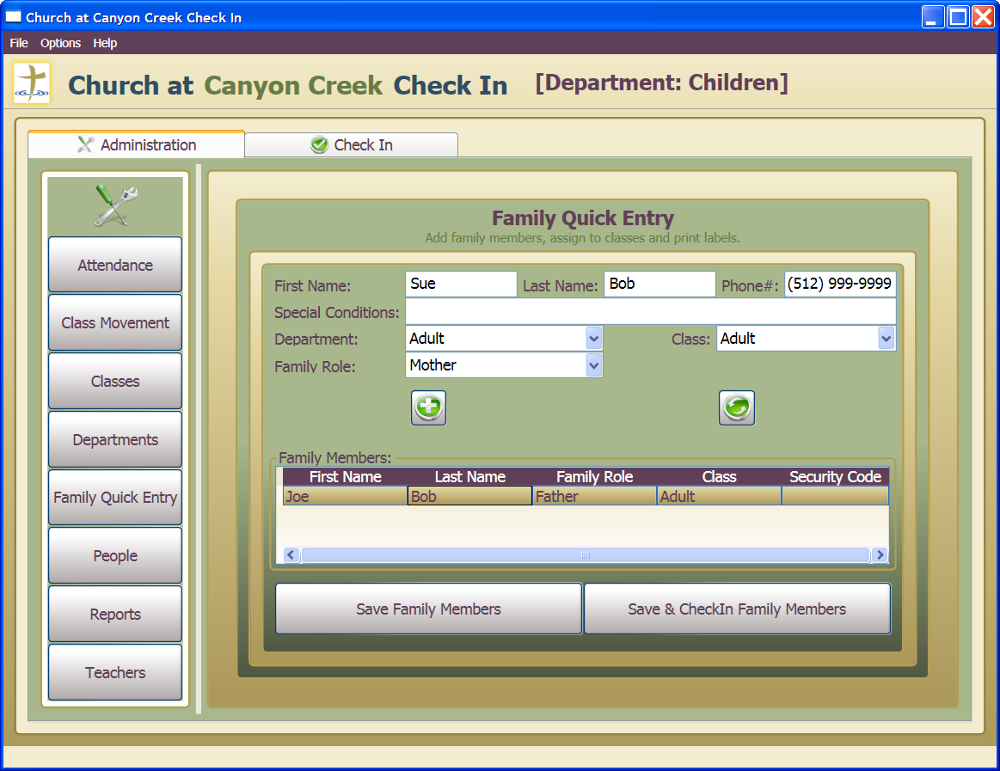 Church at Canyon Creek Check In
File Options Help
Church at Canyon Creek Check In [Department: Children]
Administration Check In
Attendance
Class Movement
Classes
Departments
Family Quick Entry
People
Reports
Teachers
Family Quick Entry
Add family members, assign to classes and print labels.
First Name: Sue Last Name: Bob Phone#: (512) 999-9999
Special Conditions:
Department: Adult Class: Adult
Family Role: Mother
Family Members:
First Name Last Name Family Role Class Security Code
Joe Bob Father Adult
Save Family Members Save & CheckIn Family Members